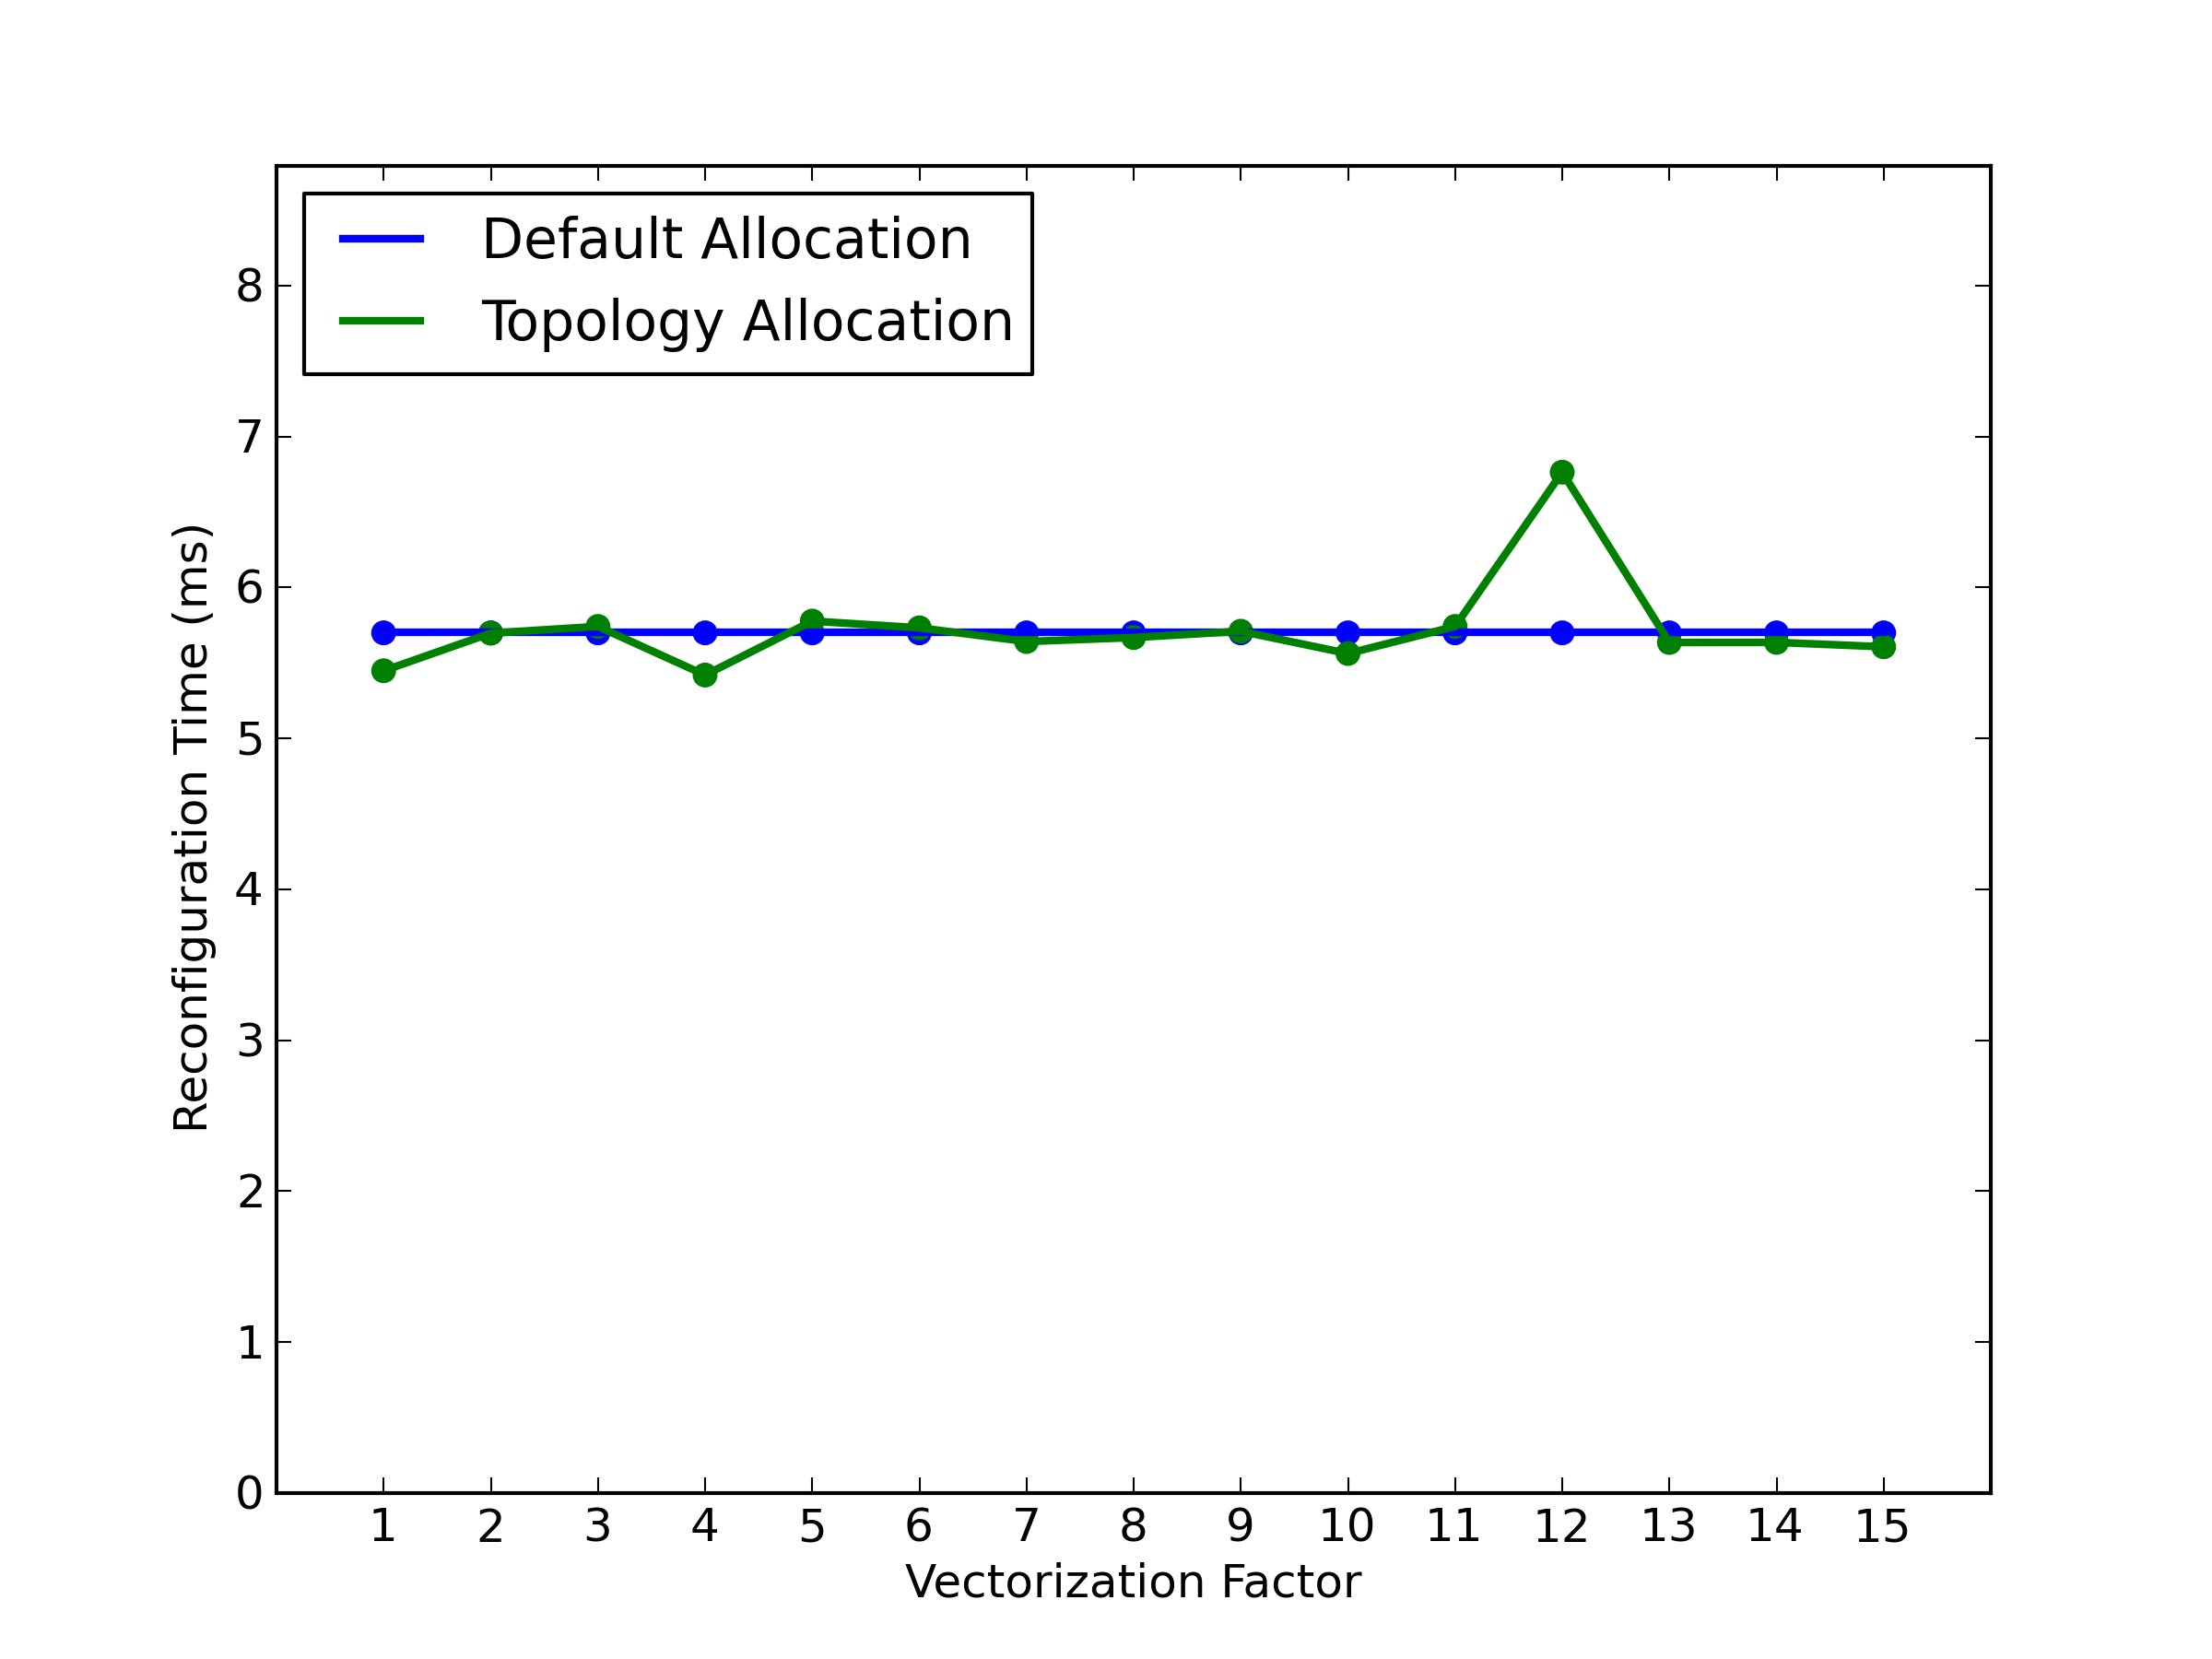 Default Allocation
Topology Allocation
8
7
6
5
4
3
2
1
0
Reconfiguration Time (ms)
1 2 3 4 5 6 7 8 9 10 11 12 13 14 15
Vectorization Factor